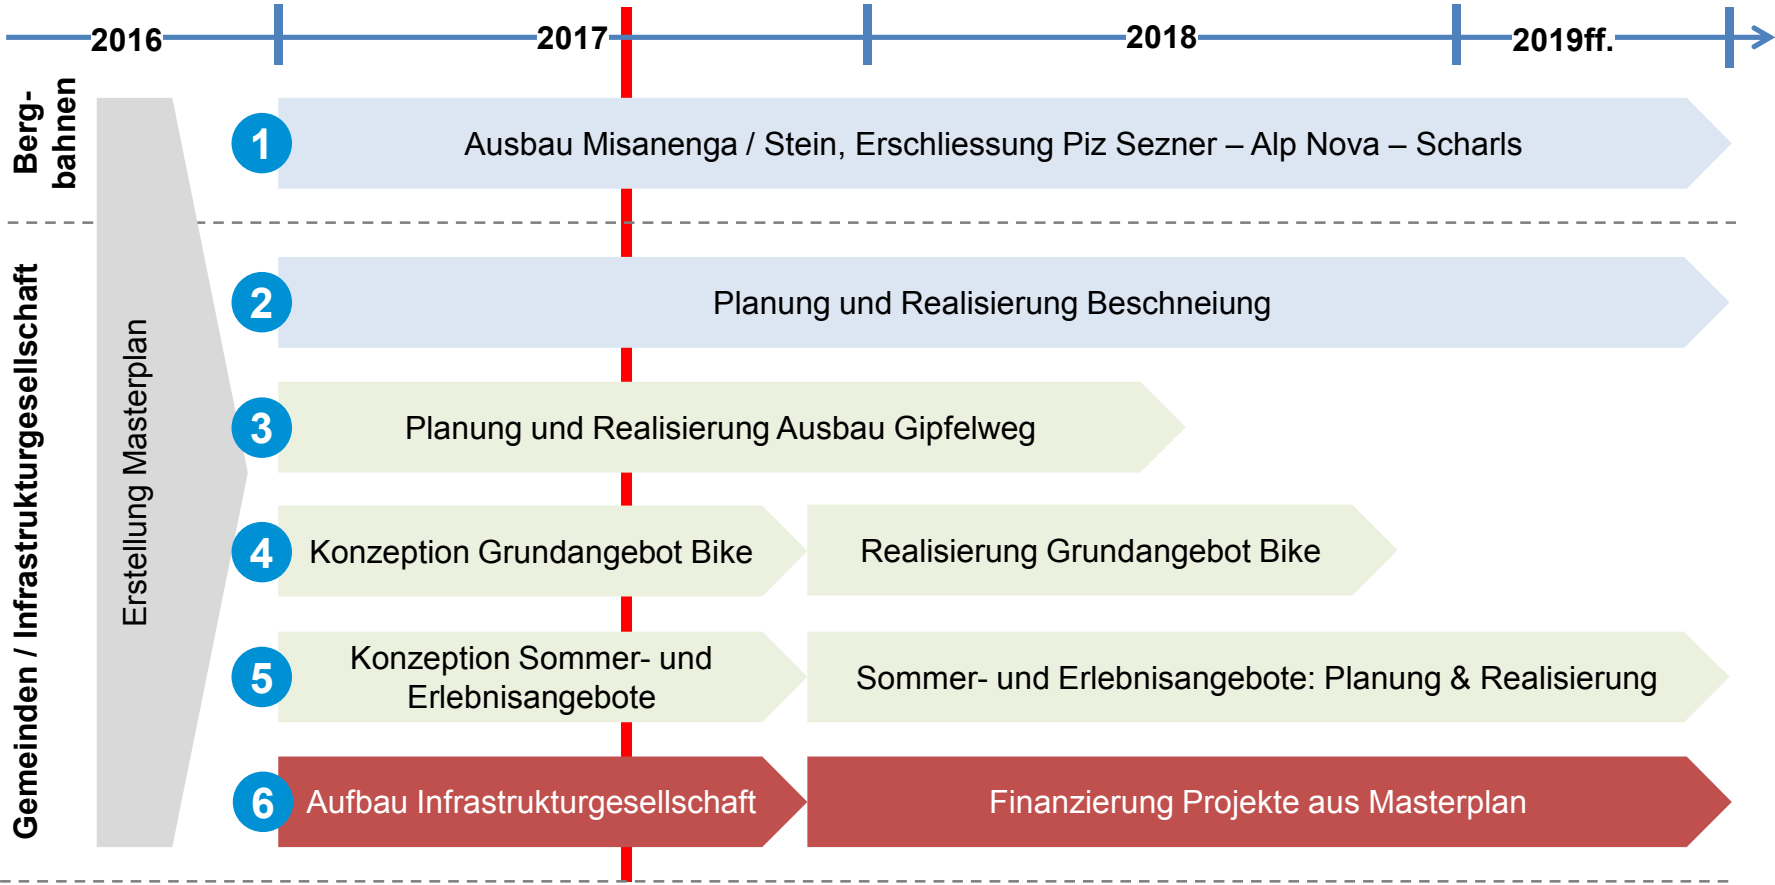 2016
2017
2018
2019ff.
Berg-
bahnen
1
Ausbau Misanenga / Stein, Erschliessung Piz Sezner – Alp Nova – Scharls
Gemeinden / Infrastrukturgesellschaft
Erstellung Masterplan
2
Planung und Realisierung Beschneiung
3
Planung und Realisierung Ausbau Gipfelweg
4
Konzeption Grundangebot Bike
Realisierung Grundangebot Bike
5
Konzeption Sommer- und
Erlebnisangebote
Sommer- und Erlebnisangebote: Planung & Realisierung
6
Aufbau Infrastrukturgesellschaft
Finanzierung Projekte aus Masterplan